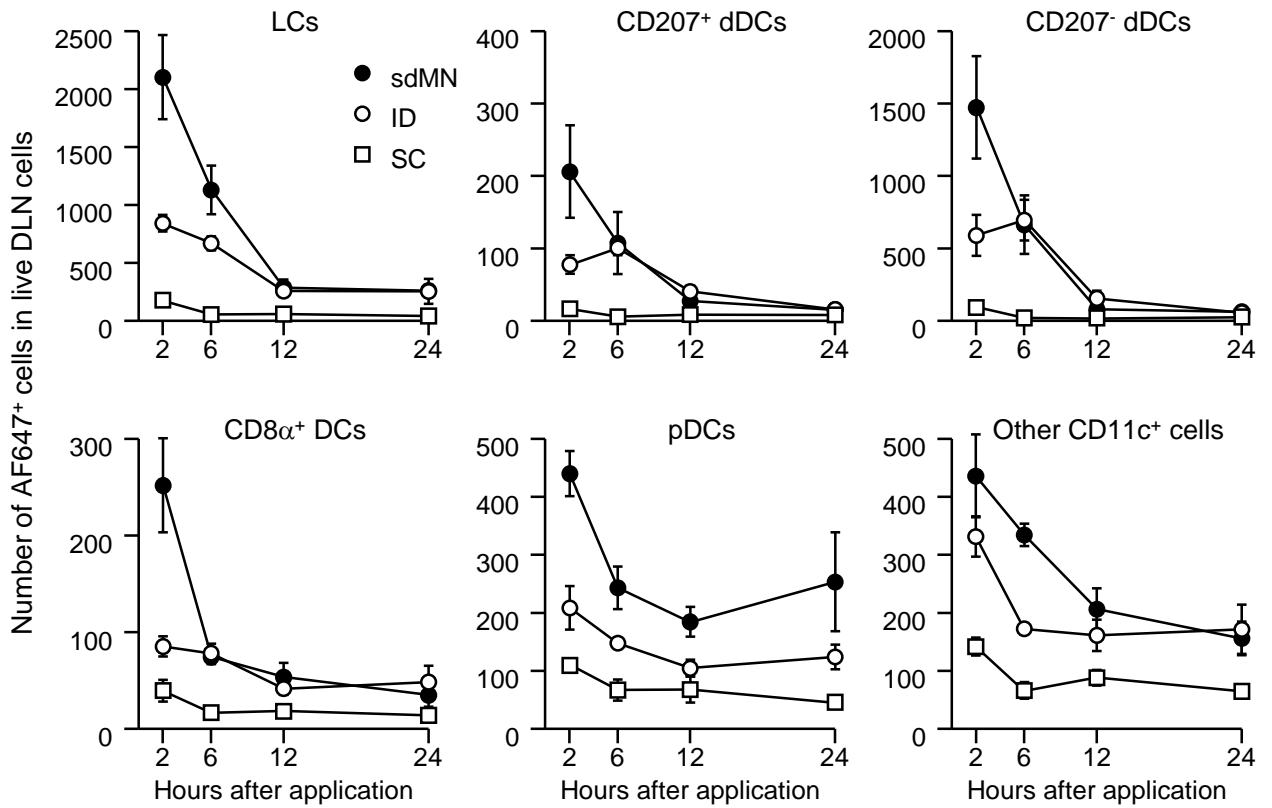 Number of AF647⁺ cells in live DLN cells
LCs
2500
2000
1500
1000
500
0
2 6 12 24
sdMN
ID
SC
CD207⁺ dDCs
400
300
200
100
0
2 6 12 24
CD207⁻ dDCs
2000
1500
1000
500
0
2 6 12 24
CD8α⁺ DCs
300
200
100
0
2 6 12 24
Hours after application
pDCs
500
400
300
200
100
0
2 6 12 24
Hours after application
Other CD11c⁺ cells
500
400
300
200
100
0
2 6 12 24
Hours after application